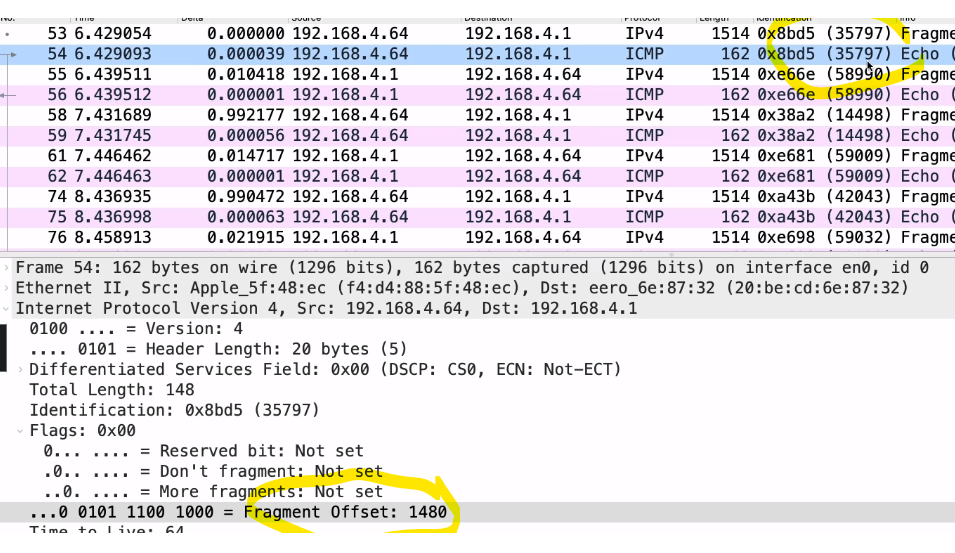 No. Time Delta Source Destination Protocol Length Identification Info
53 6.429054 0.000000 192.168.4.64 192.168.4.1 IPv4 1514 0x8bd5 (35797) Fragme
54 6.429093 0.000039 192.168.4.64 192.168.4.1 ICMP 162 0x8bd5 (35797) Echo (
55 6.439511 0.010418 192.168.4.1 192.168.4.64 IPv4 1514 0xe66e (58990) Fragme
56 6.439512 0.000001 192.168.4.1 192.168.4.64 ICMP 162 0xe66e (58990) Echo (
58 7.431689 0.992177 192.168.4.64 192.168.4.1 IPv4 1514 0x38a2 (14498) Fragme
59 7.431745 0.000056 192.168.4.64 192.168.4.1 ICMP 162 0x38a2 (14498) Echo (
61 7.446462 0.014717 192.168.4.1 192.168.4.64 IPv4 1514 0xe681 (59009) Fragme
62 7.446463 0.000001 192.168.4.1 192.168.4.64 ICMP 162 0xe681 (59009) Echo (
74 8.436935 0.990472 192.168.4.64 192.168.4.1 IPv4 1514 0xa43b (42043) Fragme
75 8.436998 0.000063 192.168.4.64 192.168.4.1 ICMP 162 0xa43b (42043) Echo (
76 8.458913 0.021915 192.168.4.1 192.168.4.64 IPv4 1514 0xe698 (59032) Fragme
Frame 54: 162 bytes on wire (1296 bits), 162 bytes captured (1296 bits) on interface en0, id 0
Ethernet II, Src: Apple_5f:48:ec (f4:d4:88:5f:48:ec), Dst: eero_6e:87:32 (20:be:cd:6e:87:32)
Internet Protocol Version 4, Src: 192.168.4.64, Dst: 192.168.4.1
0100 .... = Version: 4
.... 0101 = Header Length: 20 bytes (5)
Differentiated Services Field: 0x00 (DSCP: CS0, ECN: Not-ECT)
Total Length: 148
Identification: 0x8bd5 (35797)
Flags: 0x00
0... .... = Reserved bit: Not set
.0.. .... = Don't fragment: Not set
..0. .... = More fragments: Not set
...0 0101 1100 1000 = Fragment Offset: 1480
Time to Live: 64